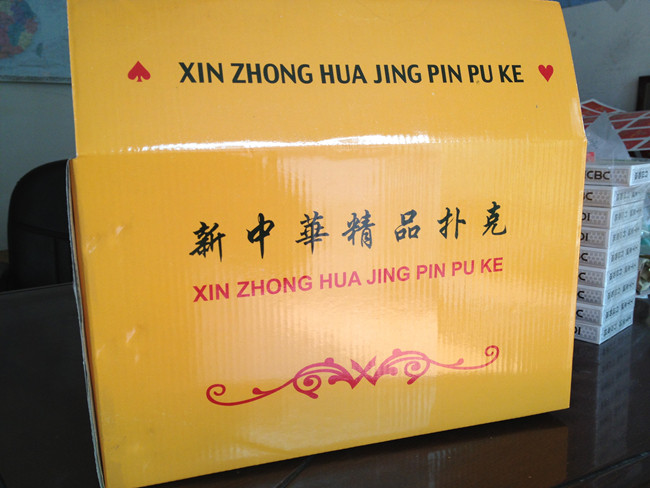 XIN ZHONG HUA JING PIN PU KE
新中華精品扑克
XIN ZHONG HUA JING PIN PU KE
CBC